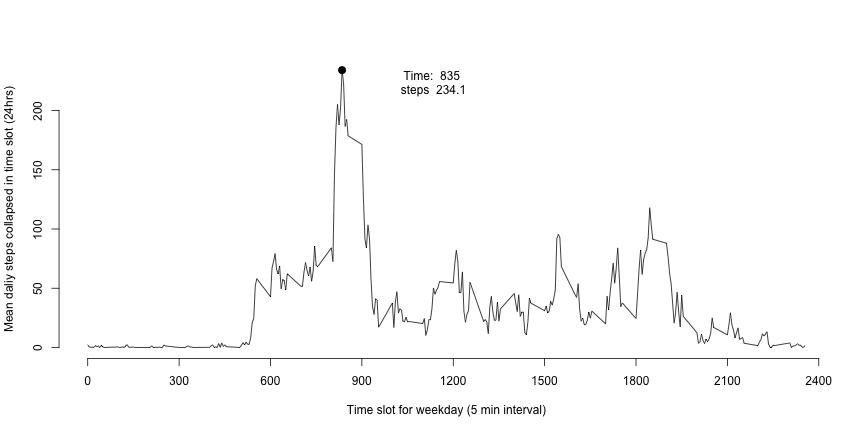 Time: 835
steps 234.1
Mean daliy steps collapsed in time slot (24hrs)
200
150
100
50
0
0 300 600 900 1200 1500 1800 2100 2400
Time slot for weekday (5 min interval)